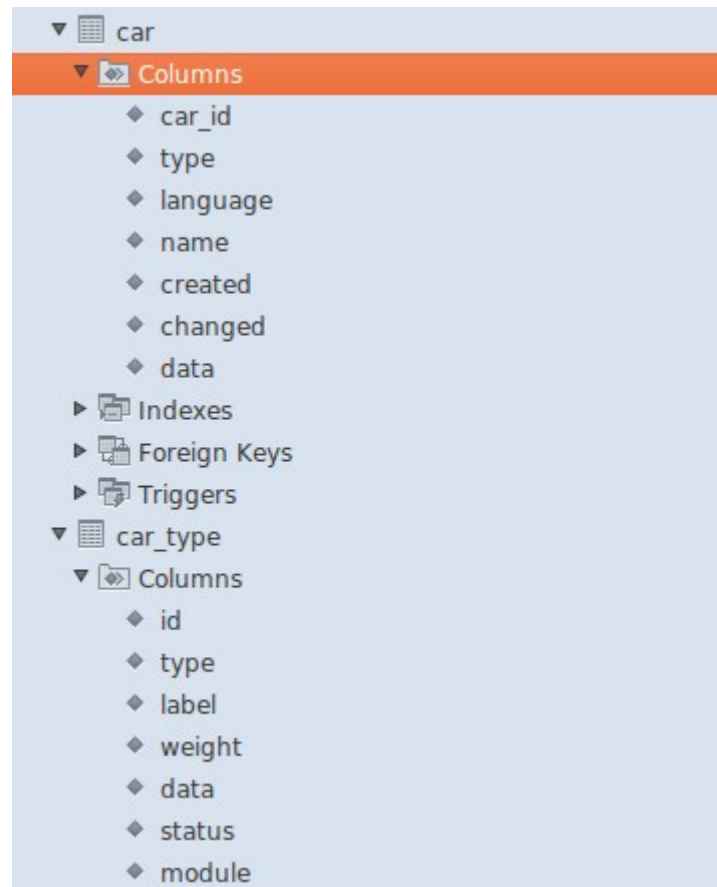 car
Columns
car_id
type
language
name
created
changed
data
Indexes
Foreign Keys
Triggers
car_type
Columns
id
type
label
weight
data
status
module